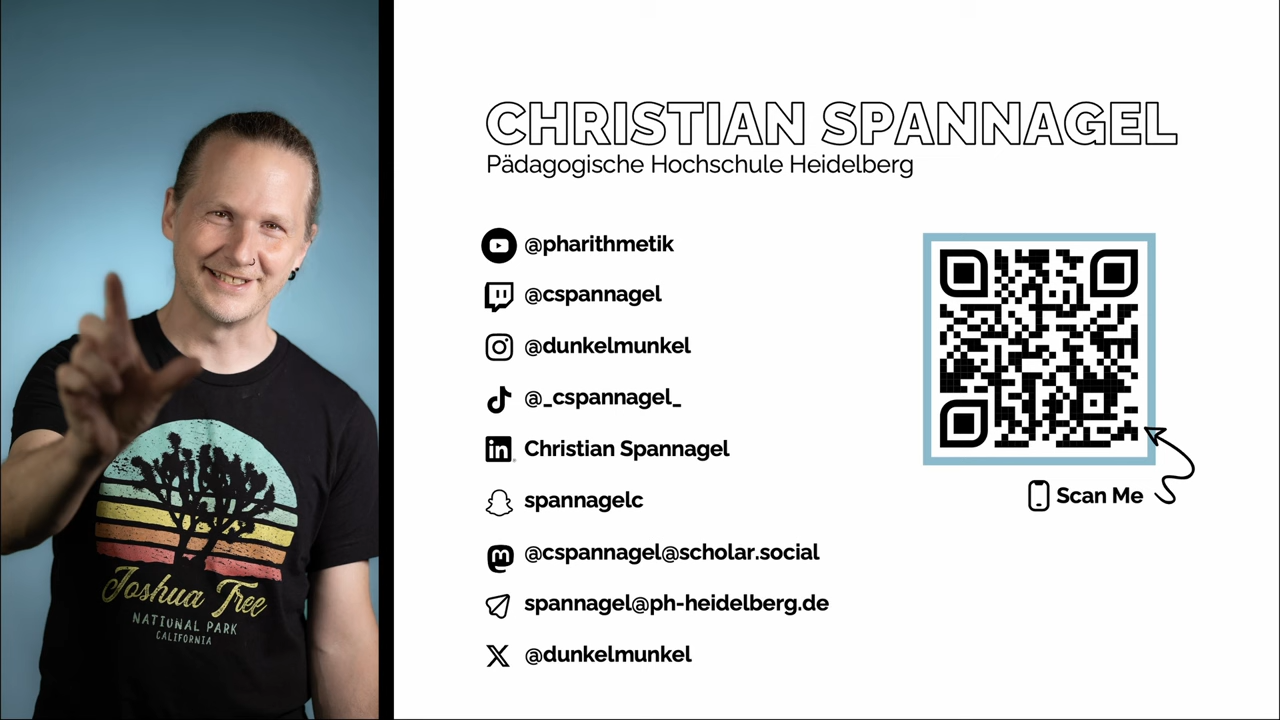 CHRISTIAN SPANNAGEL
Pädagogische Hochschule Heidelberg
@pharithmetik
@cspannagel
@dunkelmunkel
@_cspannagel_
in
Christian Spannagel
spannagelc
@cspannagel@scholar.social
spannagel@ph-heidelberg.de
@dunkelmunkel
Scan Me
Joshua Tree
NATIONAL PARK
CALIFORNIA